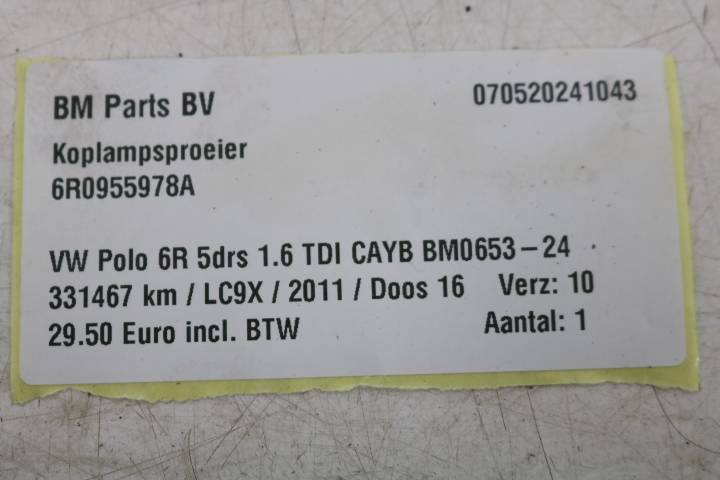 BM Parts BV 070520241043
Koplampsproeier
6R0955978A
VW Polo 6R 5drs 1.6 TDI CAYB BM0653-24
331467 km / LC9X / 2011 / Doos 16 Verz: 10
29.50 Euro incl. BTW Aantal: 1